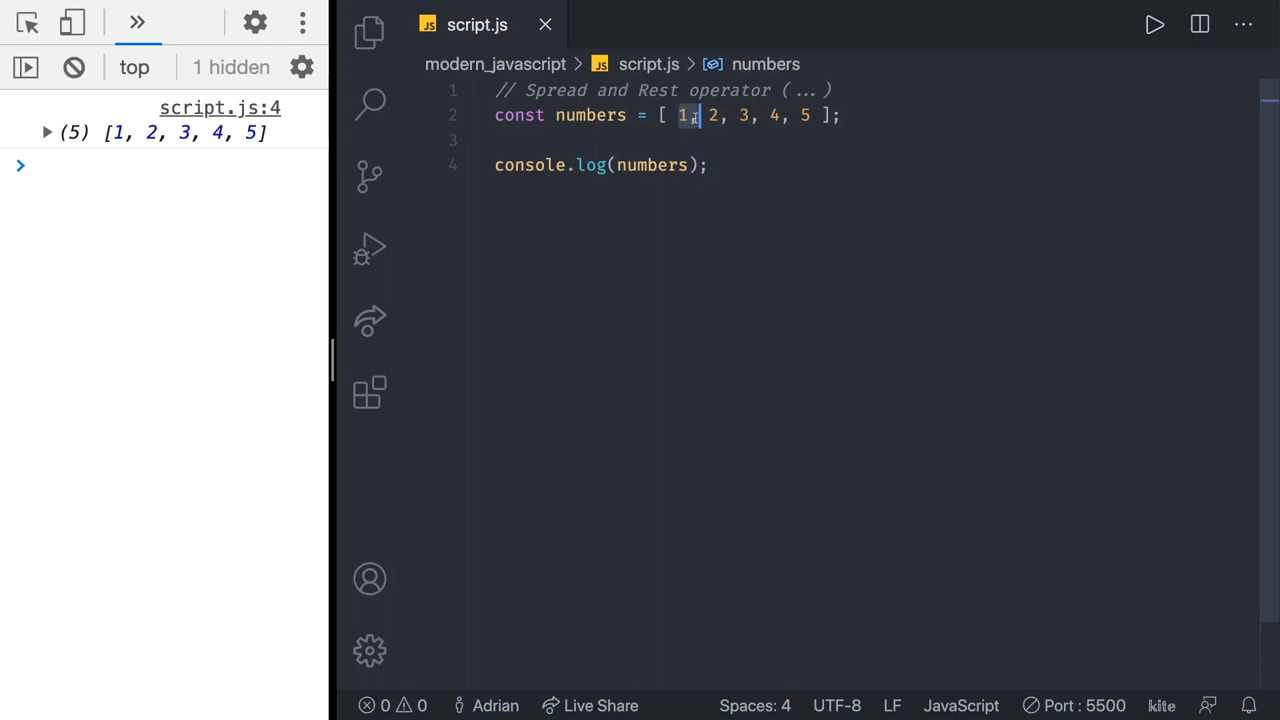 top
1 hidden
script.js:4
(5) [1, 2, 3, 4, 5]
JS script.js
modern_javascript > JS script.js > numbers
1 // Spread and Rest operator (...)
2 const numbers = [ 1, 2, 3, 4, 5 ];
3
4 console.log(numbers);
0 0 Adrian Live Share Spaces: 4 UTF-8 LF JavaScript Port : 5500 kite